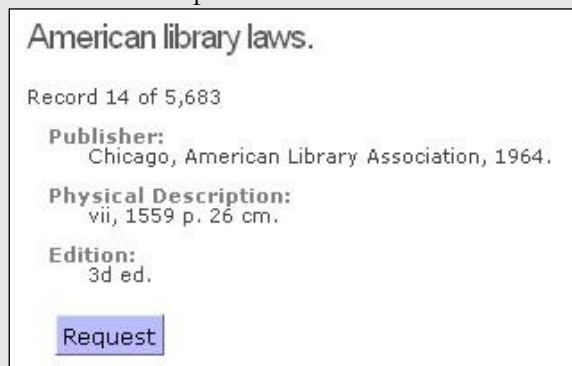 American library laws.
Record 14 of 5,683
Publisher:
Chicago, American Library Association, 1964.
Physical Description:
vii, 1559 p. 26 cm.
Edition:
3d ed.
Request